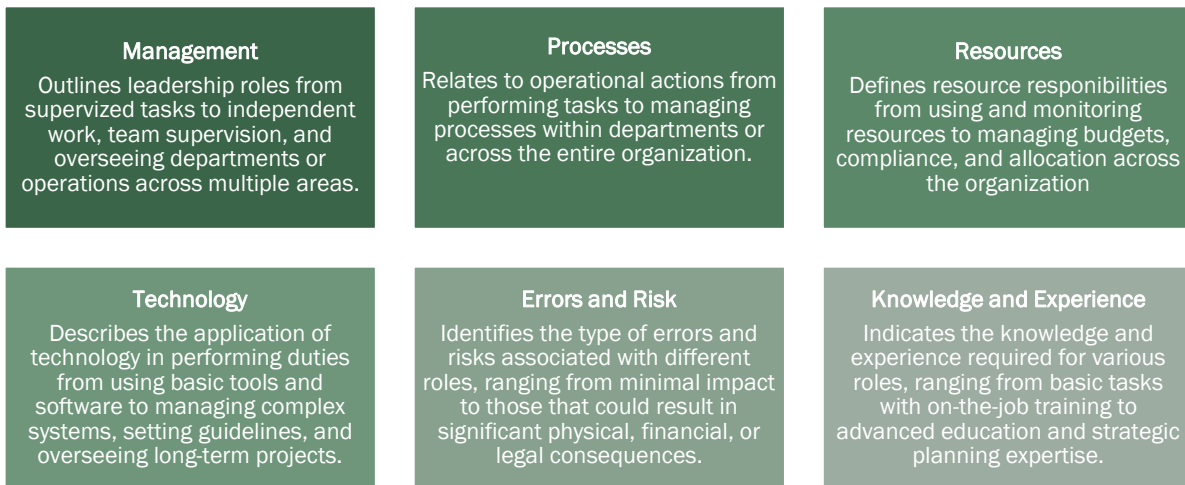 Management
Outlines leadership roles from
supervized tasks to independent
work, team supervision, and
overseeing departments or
operations across multiple areas.
Processes
Relates to operational actions from
performing tasks to managing
processes within departments or
across the entire organization.
Resources
Defines resource responibilities
from using and monitoring
resources to managing budgets,
compliance, and allocation across
the organization
Technology
Describes the application of
technology in performing duties
from using basic tools and
software to managing complex
systems, setting guidelines, and
overseeing long-term projects.
Errors and Risk
Identifies the type of errors and
risks associated with different
roles, ranging from minimal impact
to those that could result in
significant physical, financial, or
legal consequences.
Knowledge and Experience
Indicates the knowledge and
experience required for various
roles, ranging from basic tasks
with on-the-job training to
advanced education and strategic
planning expertise.